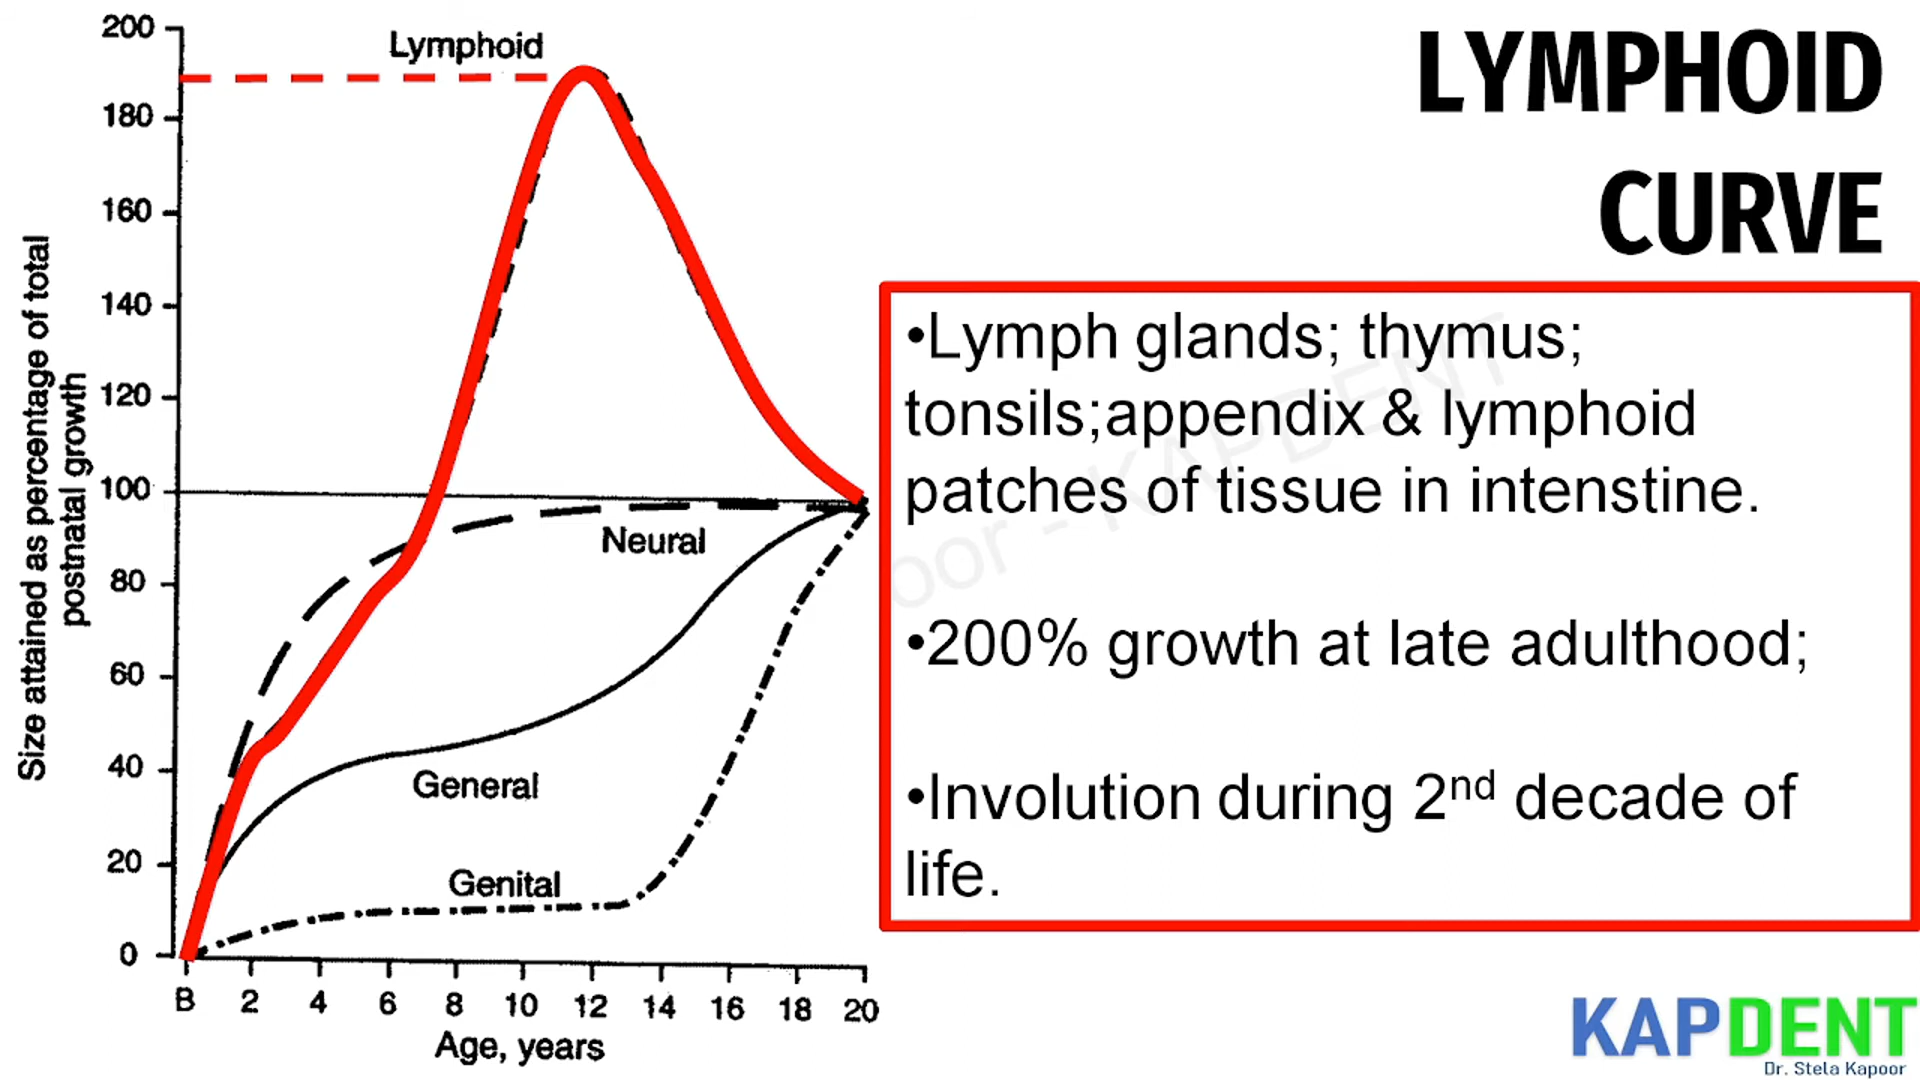 LYMPHOID
CURVE
200
180
160
140
120
100
80
60
40
20
0
Size attained as percentage of total
postnatal growth
Lymphoid
Neural
General
Genital
B 2 4 6 8 10 12 14 16 18 20
Age, years
•Lymph glands; thymus;
tonsils;appendix & lymphoid
patches of tissue in intenstine.
•200% growth at late adulthood;
•Involution during 2nd decade of
life.
oor - KAPDENT
KAPDENT
Dr. Stela Kapoor